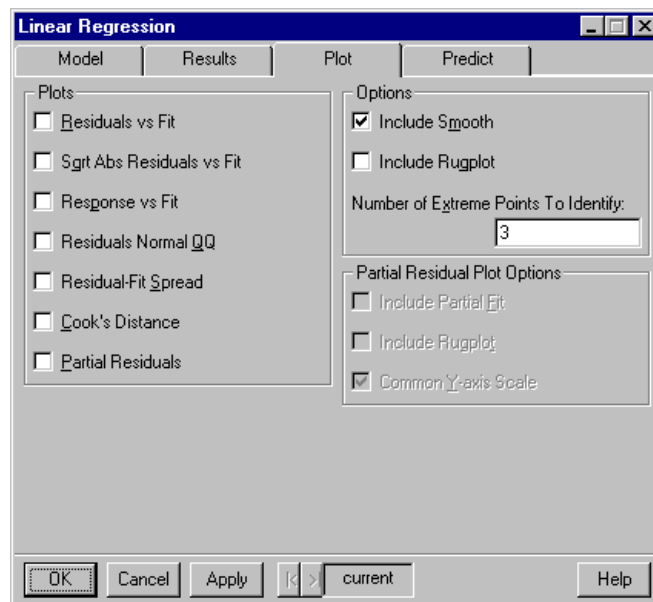 Linear Regression
Model
Results
Plot
Predict
Plots
Residuals vs Fit
Sqrt Abs Residuals vs Fit
Response vs Fit
Residuals Normal QQ
Residual-Fit Spread
Cook's Distance
Partial Residuals
Options
Include Smooth
Include Rugplot
Number of Extreme Points To Identify:
3
Partial Residual Plot Options
Include Partial Fit
Include Rugplot
Common Y-axis Scale
OK
Cancel
Apply
current
Help